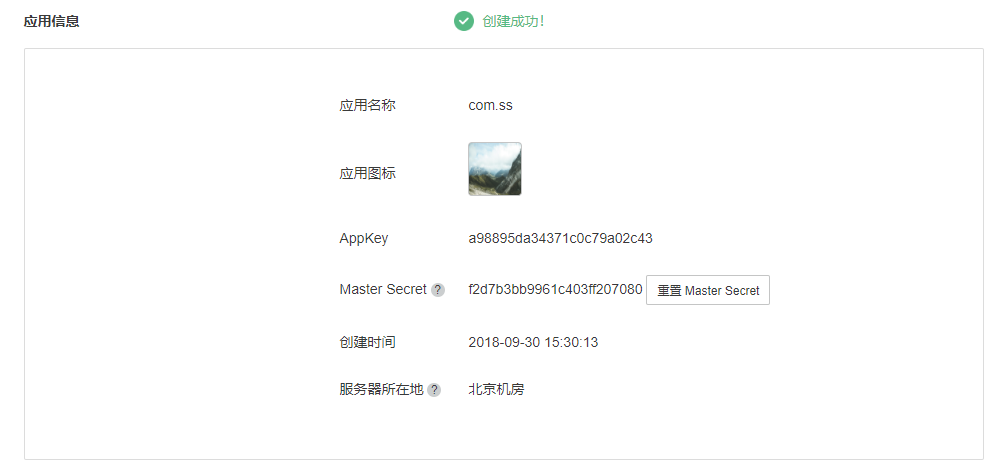 应用信息
创建成功！
应用名称 com.ss
应用图标
AppKey a98895da34371c0c79a02c43
Master Secret ? f2d7b3bb9961c403ff207080 重置 Master Secret
创建时间 2018-09-30 15:30:13
服务器所在地 ? 北京机房